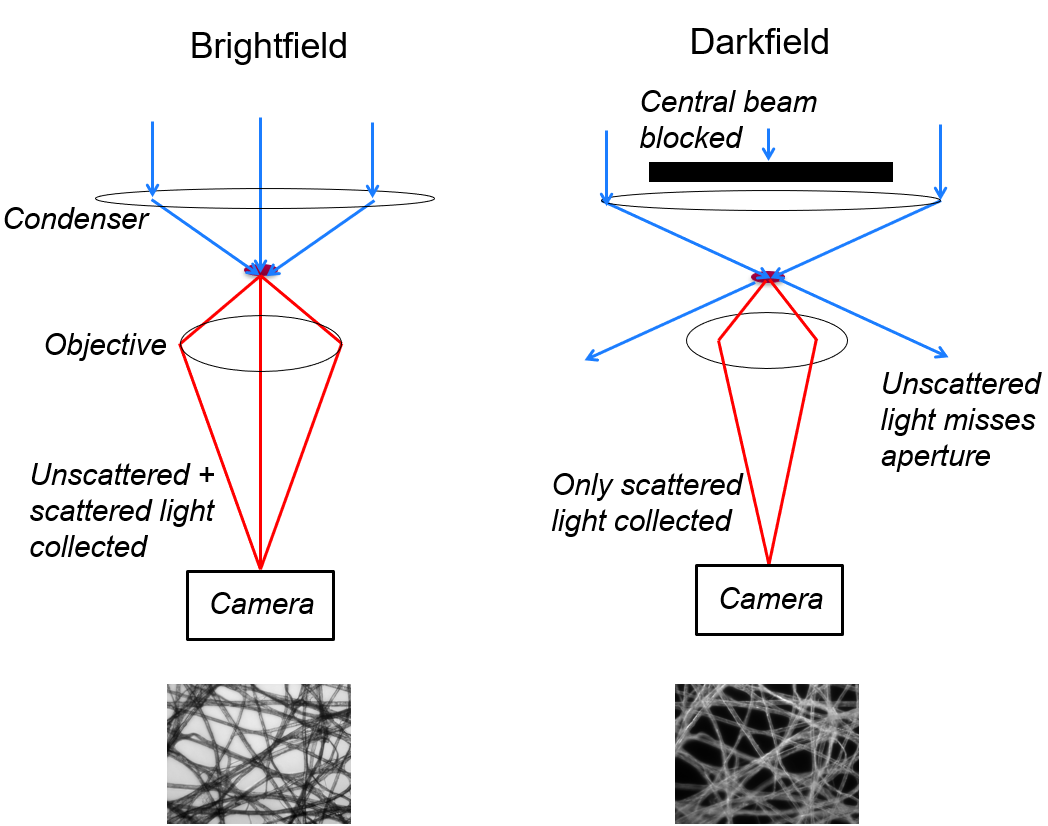 Brightfield
Condenser
Objective
Unscattered +
scattered light
collected
Camera
Darkfield
Central beam
blocked
Unscattered
light misses
aperture
Only scattered
light collected
Camera